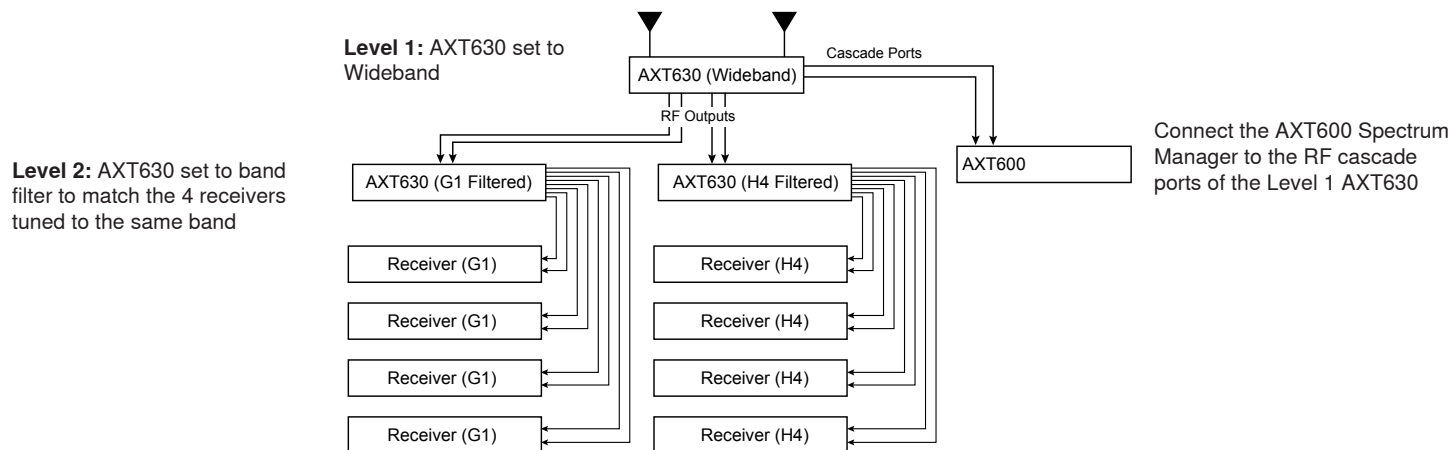 Level 1: AXT630 set to
Wideband
Cascade Ports
AXT630 (Wideband)
RF Outputs
Connect the AXT600 Spectrum
Manager to the RF cascade
ports of the Level 1 AXT630
AXT600
Level 2: AXT630 set to band
filter to match the 4 receivers
tuned to the same band
AXT630 (G1 Filtered)
AXT630 (H4 Filtered)
Receiver (G1)
Receiver (H4)
Receiver (G1)
Receiver (H4)
Receiver (G1)
Receiver (H4)
Receiver (G1)
Receiver (H4)